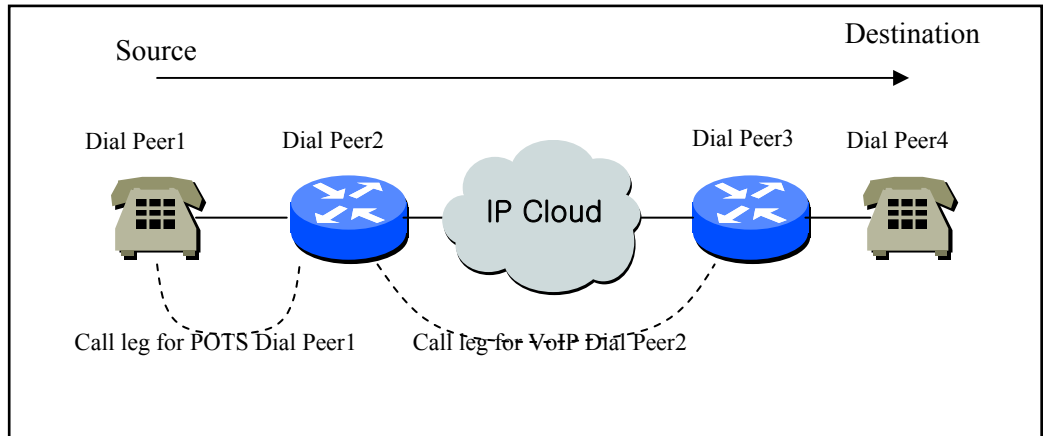 Source
Destination
Dial Peer1
Dial Peer2
Dial Peer3
Dial Peer4
IP Cloud
Call leg for POTS Dial Peer1
Call leg for VoIP Dial Peer2